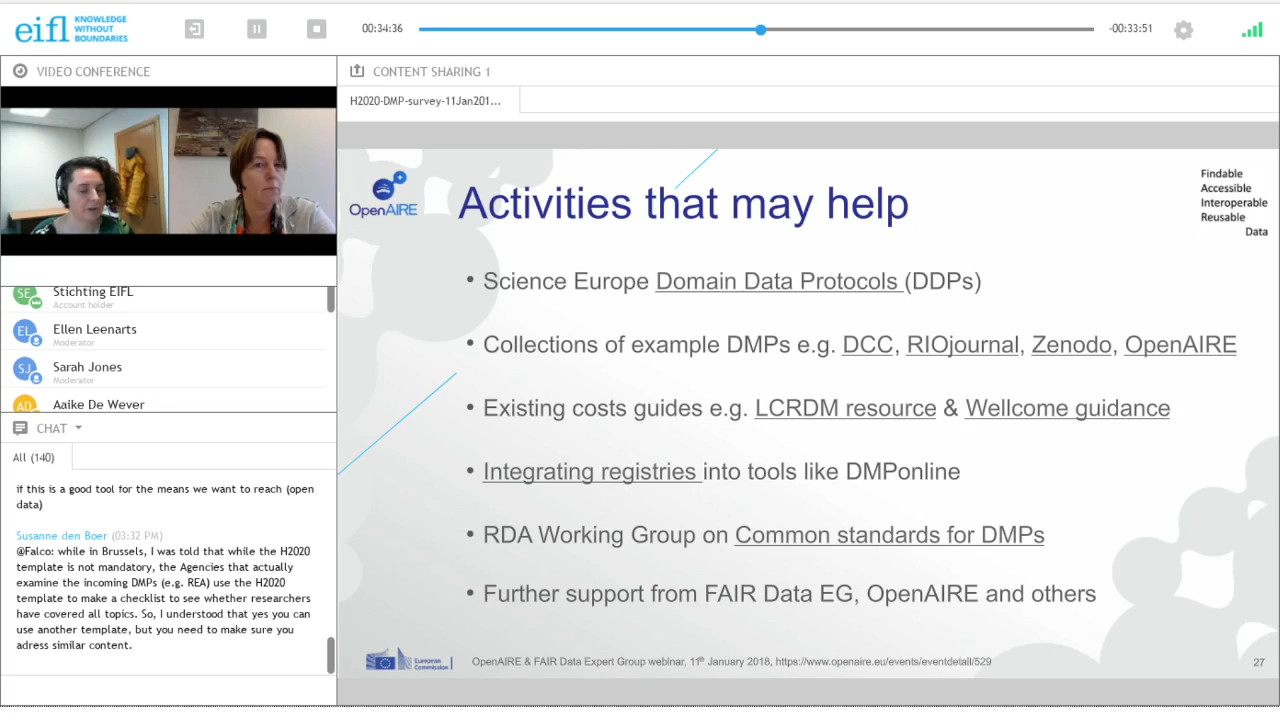 eifl KNOWLEDGE
WITHOUT
BOUNDARIES
00:34:36
-00:33:51
VIDEO CONFERENCE
SE Stichting EIFL
Account holder
EL Ellen Leenarts
Moderator
SJ Sarah Jones
Moderator
AD Aaike De Wever
CHAT
All (140)
if this is a good tool for the means we want to reach (open
data)
Susanne den Boer (03:32 PM)
@Falco: while in Brussels, I was told that while the H2020
template is not mandatory, the Agencies that actually
examine the incoming DMPs (e.g. REA) use the H2020
template to make a checklist to see whether researchers
have covered all topics. So, I understood that yes you can
use another template, but you need to make sure you
adress similar content.
CONTENT SHARING 1
H2020-DMP-survey-11Jan201...
OpenAIRE
Activities that may help
Findable
Accessible
Interoperable
Reusable
Data
• Science Europe Domain Data Protocols (DDPs)
• Collections of example DMPs e.g. DCC, RIOjournal, Zenodo, OpenAIRE
• Existing costs guides e.g. LCRDM resource & Wellcome guidance
• Integrating registries into tools like DMPonline
• RDA Working Group on Common standards for DMPs
• Further support from FAIR Data EG, OpenAIRE and others
European
Commission
OpenAIRE & FAIR Data Expert Group webinar, 11th January 2018, https://www.openaire.eu/events/eventdetail/529
27